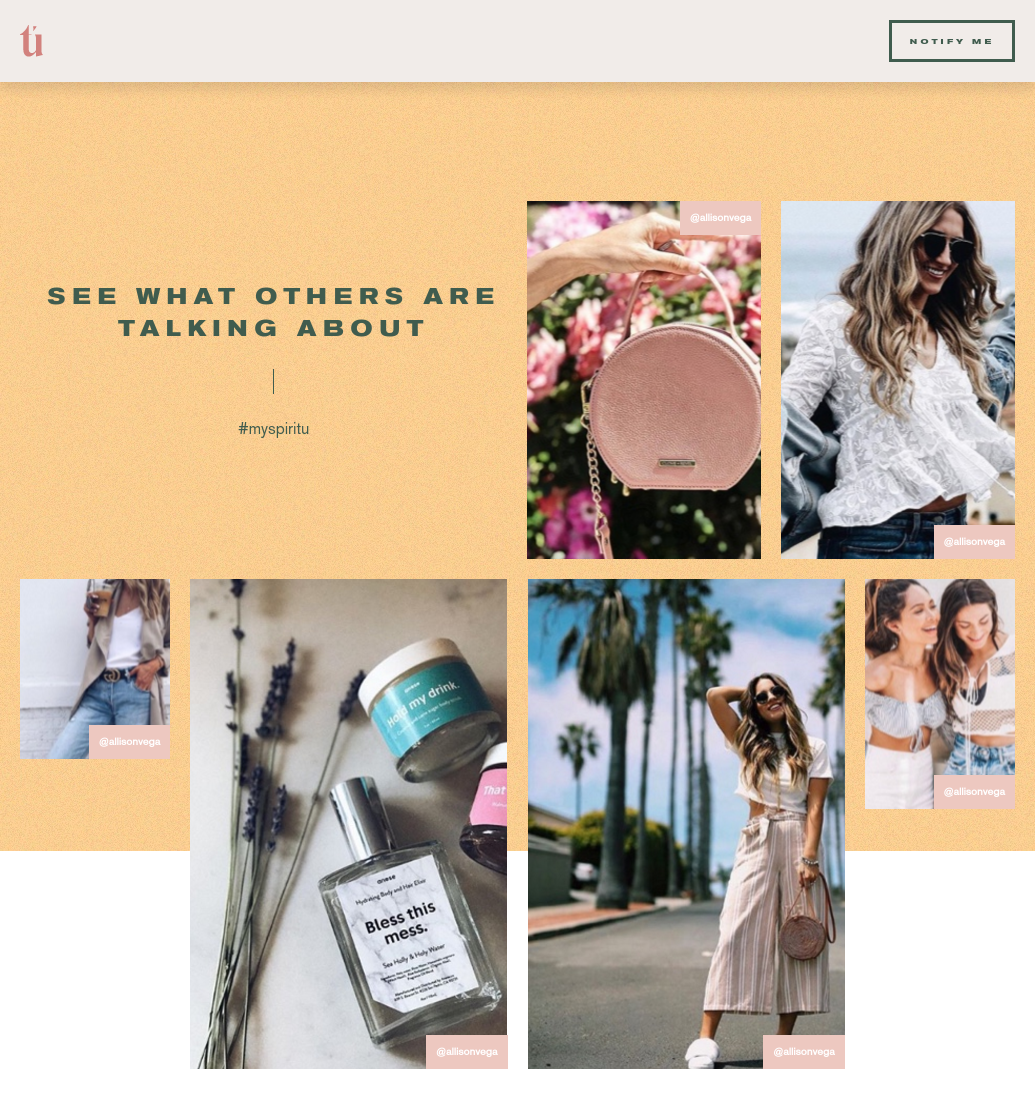 tú
NOTIFY ME
SEE WHAT OTHERS ARE
TALKING ABOUT
#myspiritu
@allisonvega
@allisonvega
@allisonvega
anese
Hold my drink.
That
anese
Hydrating Body and Hair Elixir
Bless this
mess.
Sea Holly & Holy Water
@allisonvega
@allisonvega
@allisonvega